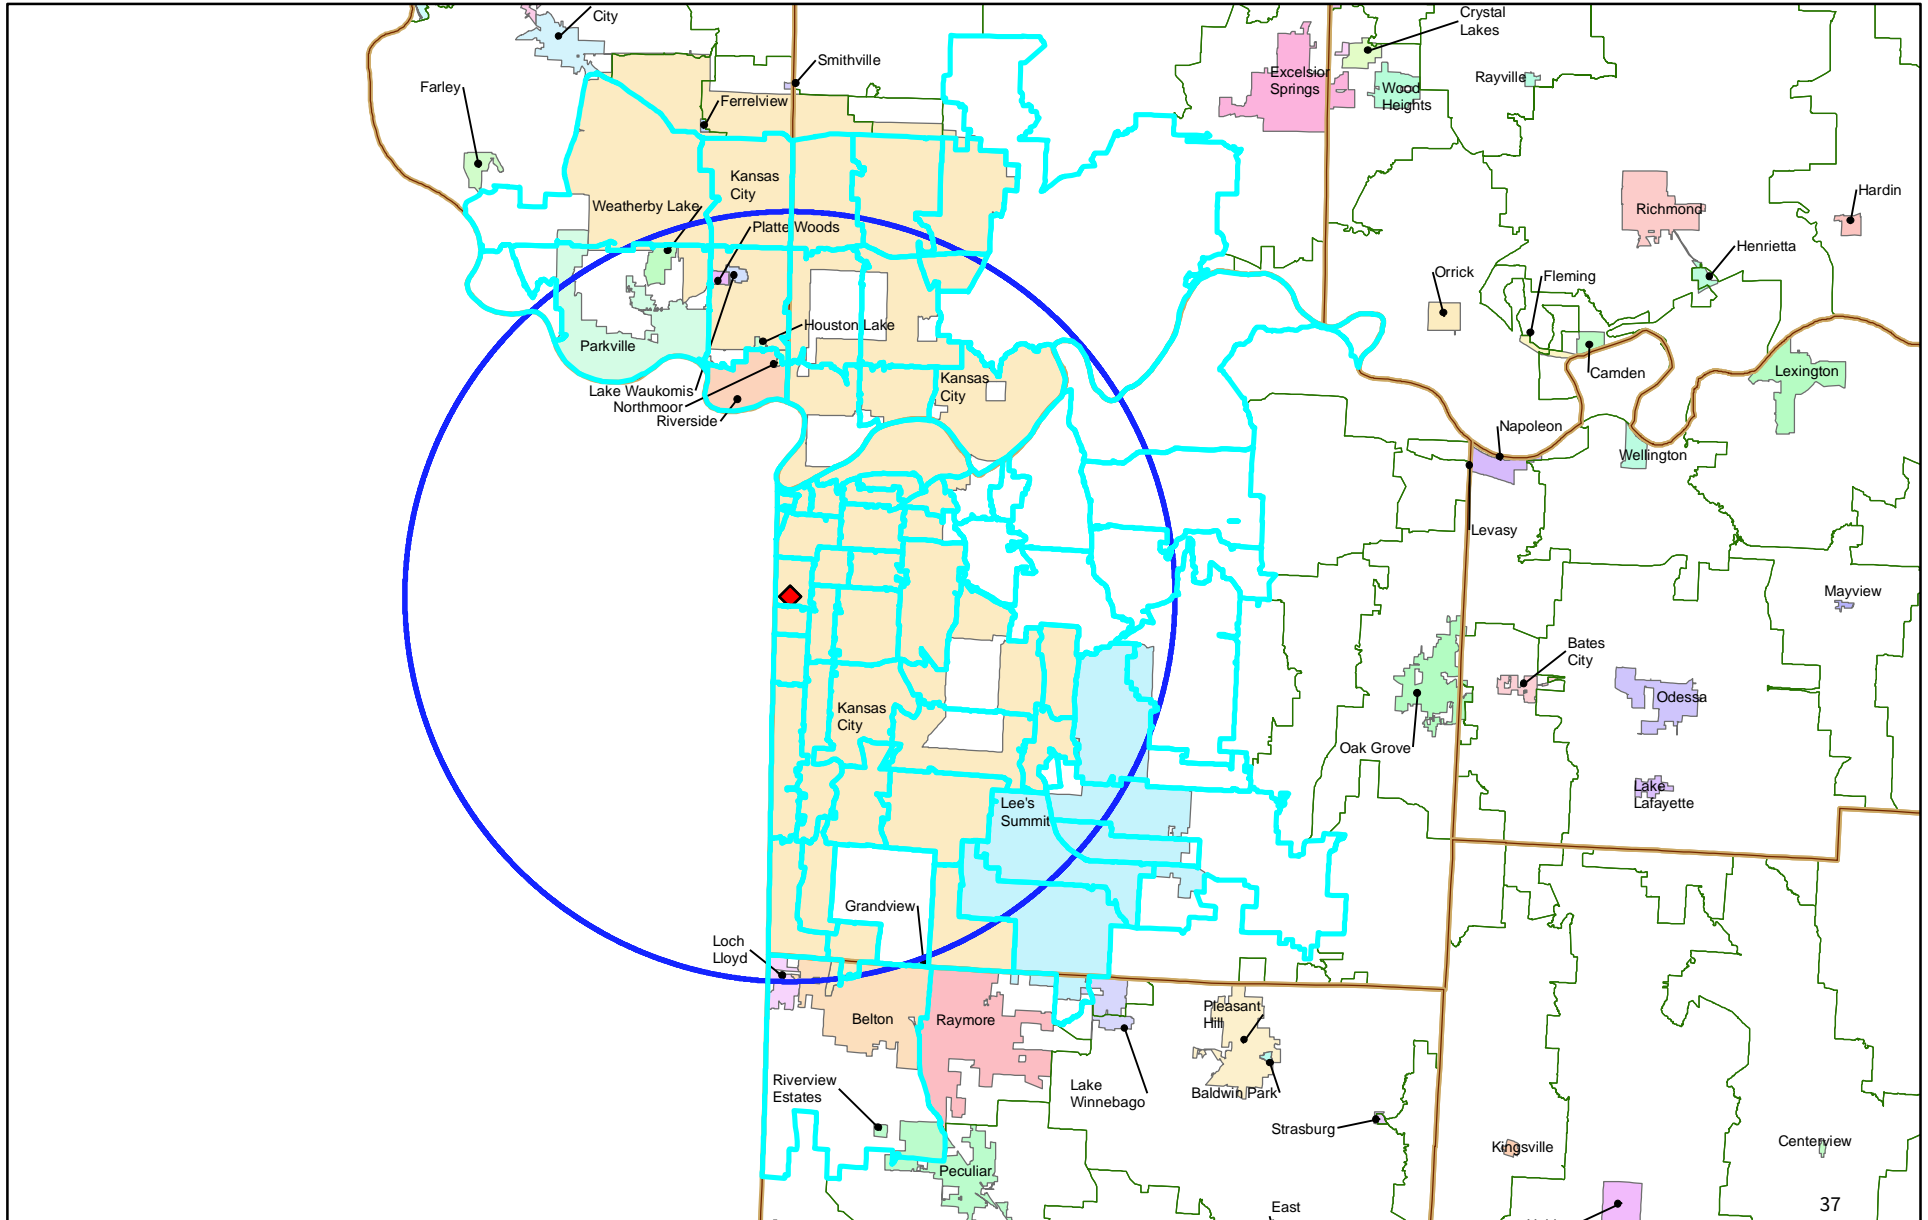 City
Crystal
Lakes
Smithville
Farley
Ferrelview
Excelsior
Springs
Wood
Heights
Rayville
Kansas
City
Weatherby Lake
Platte Woods
Richmond
Hardin
Henrietta
Orrick
Fleming
Houston Lake
Parkville
Camden
Lexington
Kansas
City
Lake Waukomis
Northmoor
Riverside
Napoleon
Wellington
Levasy
Mayview
Bates
City
Odessa
Kansas
City
Oak Grove
Lake
Lafayette
Lee's
Summit
Grandview
Loch
Lloyd
Belton
Raymore
Pleasant
Hill
Riverview
Estates
Lake
Winnebago
Baldwin Park
Strasburg
Kingsville
Centerview
Peculiar
East
37